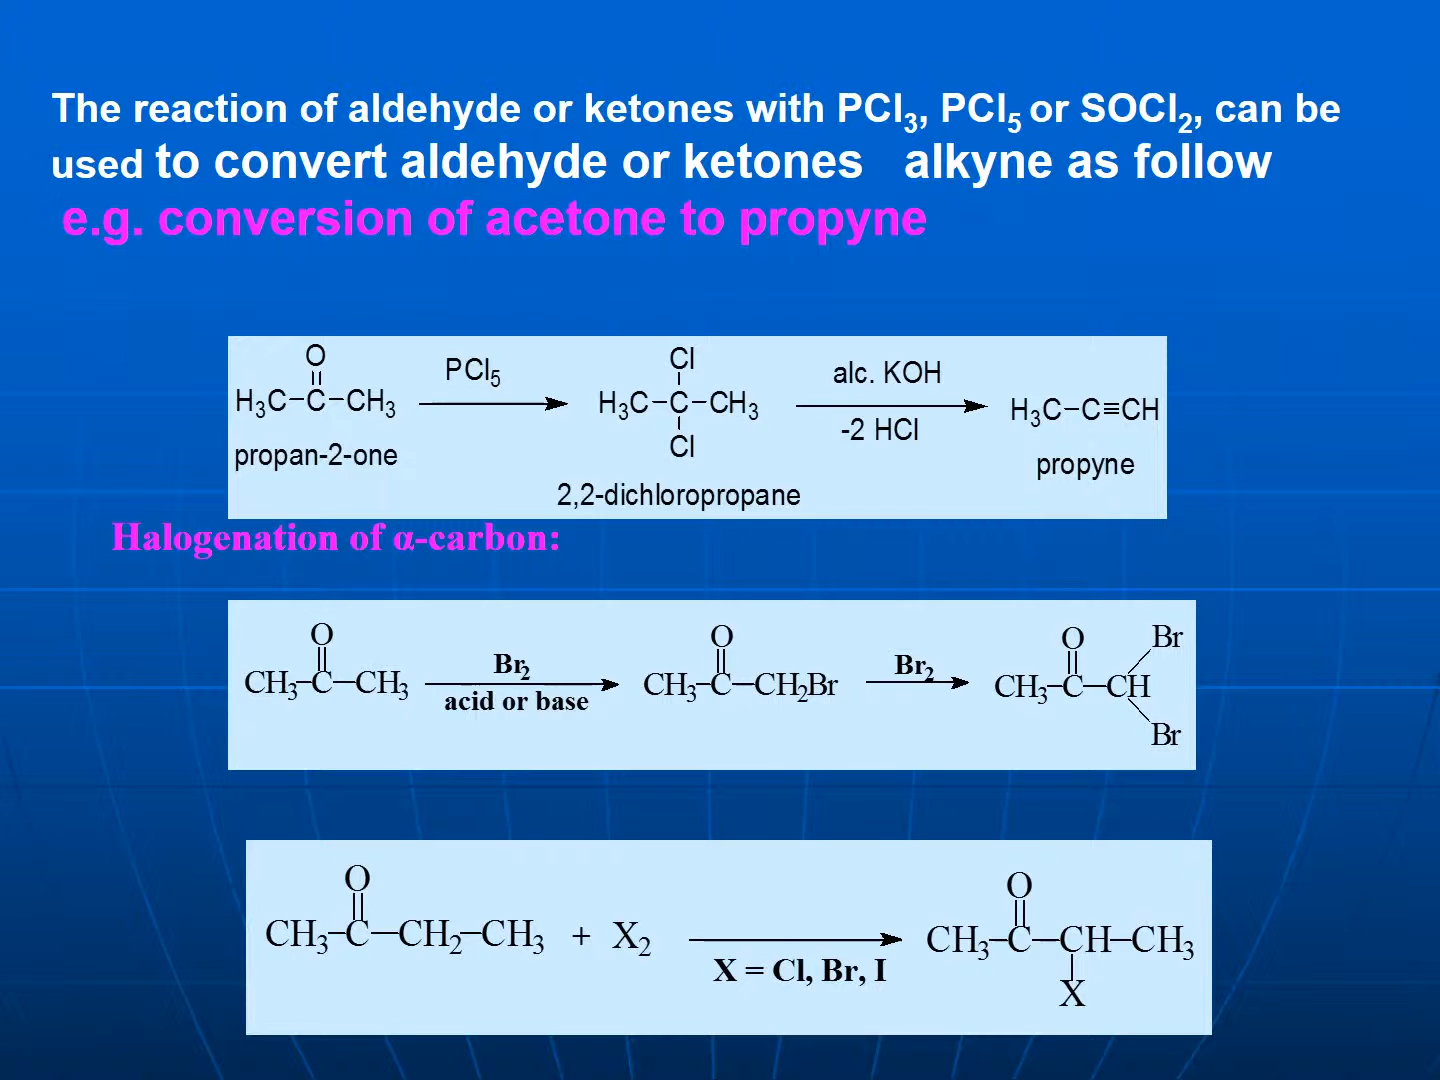 The reaction of aldehyde or ketones with PCl3, PCl5 or SOCl2, can be
used to convert aldehyde or ketones alkyne as follow
e.g. conversion of acetone to propyne
O
H3C-C-CH3
propan-2-one
PCl5
Cl
H3C-C-CH3
Cl
2,2-dichloropropane
alc. KOH
-2 HCl
H3C-C≡CH
propyne
Halogenation of α-carbon:
O
CH3-C-CH3
Br2
acid or base
O
CH3-C-CH2Br
Br2
O Br
CH3-C-CH
Br
O
CH3-C-CH2-CH3 + X2
X = Cl, Br, I
O
CH3-C-CH-CH3
X